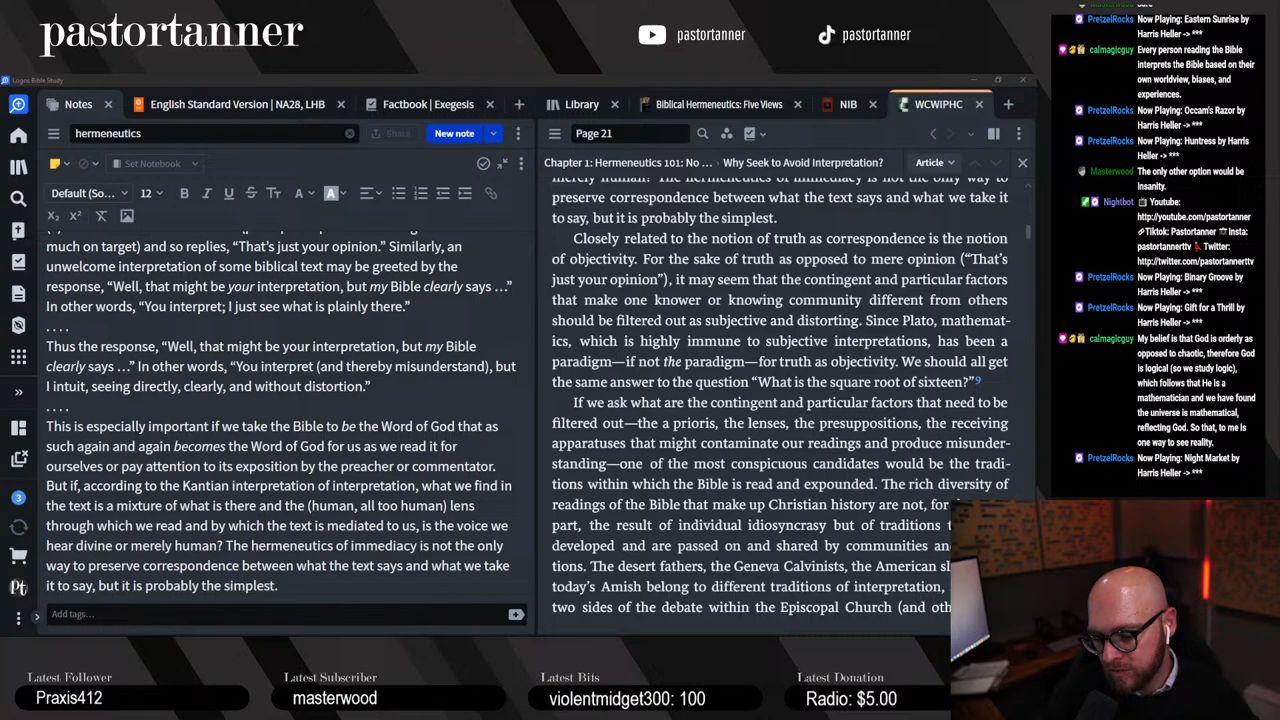 pastortanner
pastortanner
pastortanner
Logos Bible Study
Notes
English Standard Version | NA28, LHB
Factbook | Exegesis
Library
Biblical Hermeneutics: Five Views
NIB
WCWIPHC
hermeneutics
Share
New note
Page 21
Set Notebook
Chapter 1: Hermeneutics 101: No ... › Why Seek to Avoid Interpretation?
Article
Default (So...
12
much on target) and so replies, “That’s just your opinion.” Similarly, an
unwelcome interpretation of some biblical text may be greeted by the
response, “Well, that might be your interpretation, but my Bible clearly says ...”
In other words, “You interpret; I just see what is plainly there.”
. . . .
Thus the response, “Well, that might be your interpretation, but my Bible
clearly says ...” In other words, “You interpret (and thereby misunderstand), but
I intuit, seeing directly, clearly, and without distortion.”
. . . .
This is especially important if we take the Bible to be the Word of God that as
such again and again becomes the Word of God for us as we read it for
ourselves or pay attention to its exposition by the preacher or commentator.
But if, according to the Kantian interpretation of interpretation, what we find in
the text is a mixture of what is there and the (human, all too human) lens
through which we read and by which the text is mediated to us, is the voice we
hear divine or merely human? The hermeneutics of immediacy is not the only
way to preserve correspondence between what the text says and what we take
it to say, but it is probably the simplest.
Add tags...
3
Pt
merely human? The hermeneutics of immediacy is not the only way to
preserve correspondence between what the text says and what we take it
to say, but it is probably the simplest.
Closely related to the notion of truth as correspondence is the notion
of objectivity. For the sake of truth as opposed to mere opinion (“That’s
just your opinion”), it may seem that the contingent and particular factors
that make one knower or knowing community different from others
should be filtered out as subjective and distorting. Since Plato, mathemat-
ics, which is highly immune to subjective interpretations, has been a
paradigm—if not the paradigm—for truth as objectivity. We should all get
the same answer to the question “What is the square root of sixteen?”9
If we ask what are the contingent and particular factors that need to be
filtered out—the a prioris, the lenses, the presuppositions, the receiving
apparatuses that might contaminate our readings and produce misunder-
standing—one of the most conspicuous candidates would be the tradi-
tions within which the Bible is read and expounded. The rich diversity of
readings of the Bible that make up Christian history are not, for
part, the result of individual idiosyncrasy but of traditions
developed and are passed on and shared by communities
tions. The desert fathers, the Geneva Calvinists, the American
today’s Amish belong to different traditions of interpretation,
two sides of the debate within the Episcopal Church (and
PretzelRocks Now Playing: Eastern Sunrise by
Harris Heller -> ***
calmagicguy Every person reading the Bible
interprets the Bible based on their
own worldview, biases, and
experiences.
PretzelRocks Now Playing: Occam's Razor by
Harris Heller -> ***
PretzelRocks Now Playing: Huntress by Harris
Heller -> ***
Masterwood The only other option would be
insanity.
Nightbot Youtube:
http://youtube.com/pastortanner
Tiktok: Pastortanner Insta:
pastortannerttv Twitter:
http://twitter.com/pastortannerttv
PretzelRocks Now Playing: Binary Groove by
Harris Heller -> ***
PretzelRocks Now Playing: Gift for a Thrill by
Harris Heller -> ***
calmagicguy My belief is that God is orderly as
opposed to chaotic, therefore God
is logical (so we study logic),
which follows that He is a
mathematician and we have found
the universe is mathematical,
reflecting God. So that, to me is
one way to see reality.
PretzelRocks Now Playing: Night Market by
Harris Heller -> ***
Latest Follower
Praxis412
Latest Subscriber
masterwood
Latest Bits
violentmidget300: 100
Latest Donation
Radio: $5.00